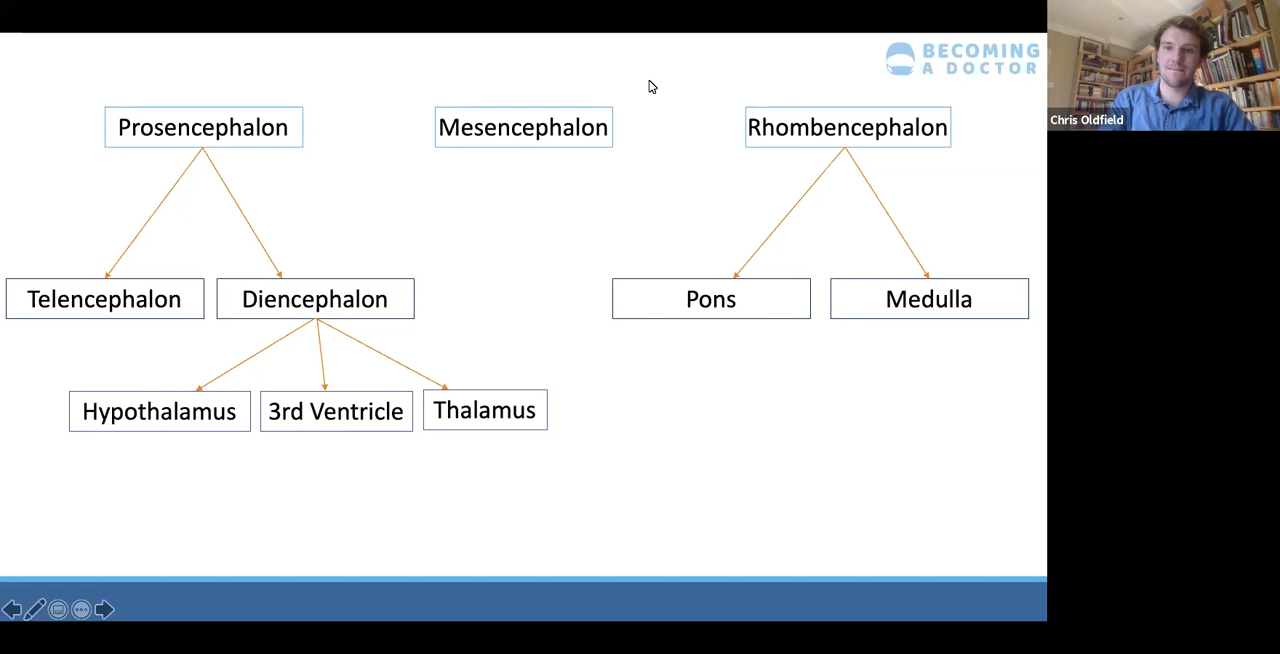 BECOMING
A DOCTOR
Prosencephalon
Mesencephalon
Rhombencephalon
Chris Oldfield
Telencephalon
Diencephalon
Pons
Medulla
Hypothalamus
3rd Ventricle
Thalamus